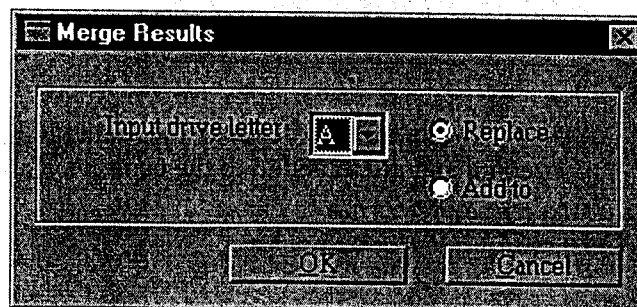 Merge Results
Input drive letter A Replace
Add to
OK Cancel